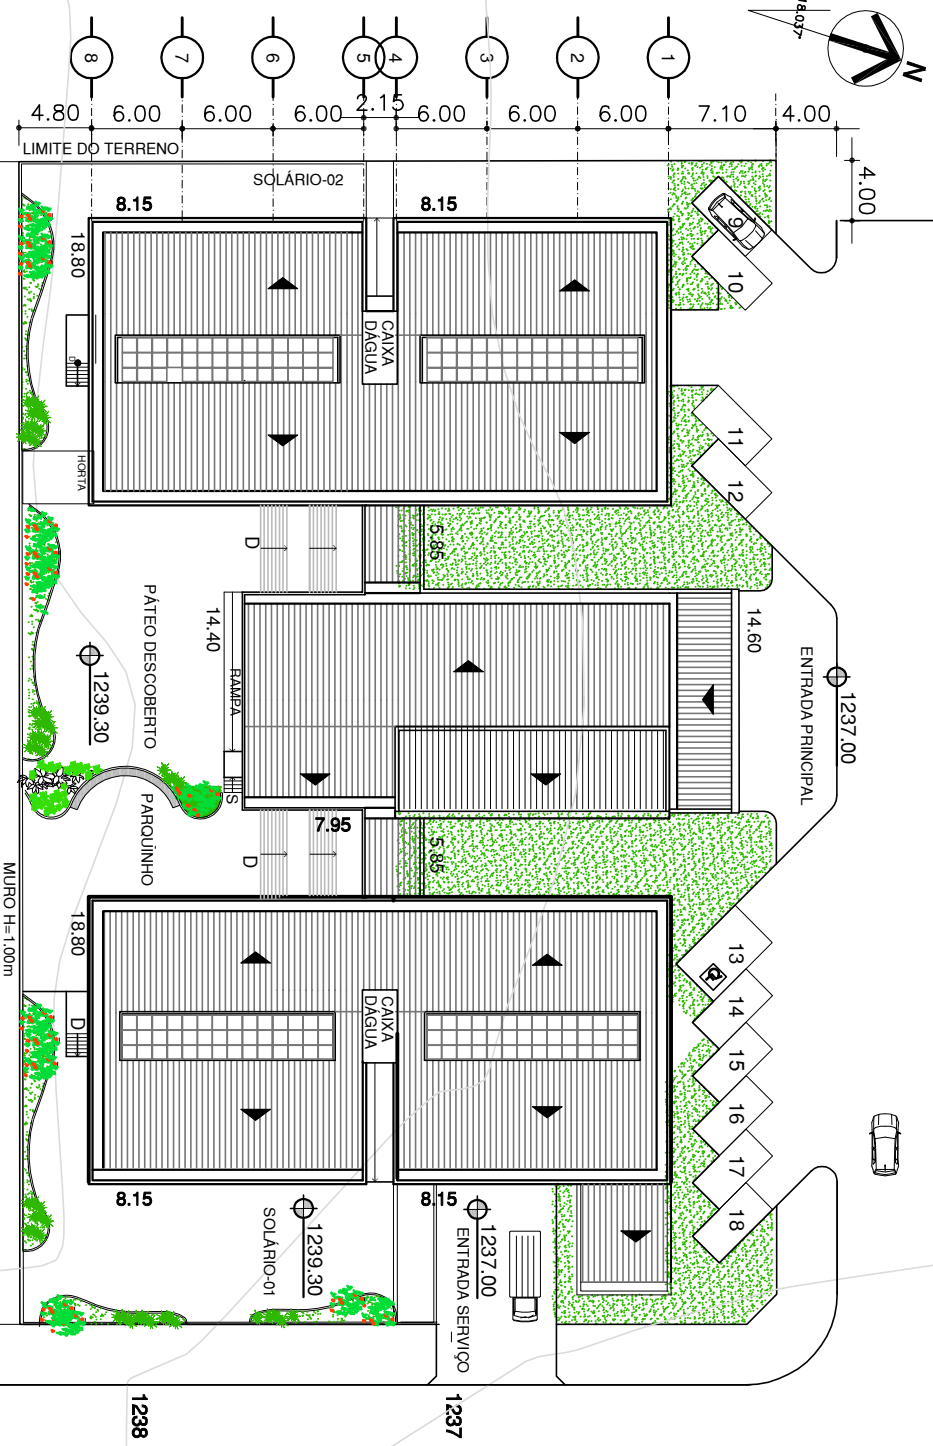 18.037°
N
8
7
6
5
4
3
2
1
4.80
6.00
6.00
6.00
2.15
6.00
6.00
6.00
7.10
4.00
4.00
LIMITE DO TERRENO
SOLÁRIO-02
8.15
8.15
9
10
18.80
CAIXA
DÁGUA
D
11
12
HORTA
D
5.85
PÁTEO DESCOBERTO
14.40
14.60
ENTRADA PRINCIPAL
1239.30
RAMPA
1237.00
S
PARQUINHO
7.95
D
5.85
MURO H=1.00m
18.80
13
14
15
16
17
18
CAIXA
DÁGUA
D
8.15
8.15
SOLÁRIO-01
1239.30
1237.00
ENTRADA SERVIÇO
1238
1237